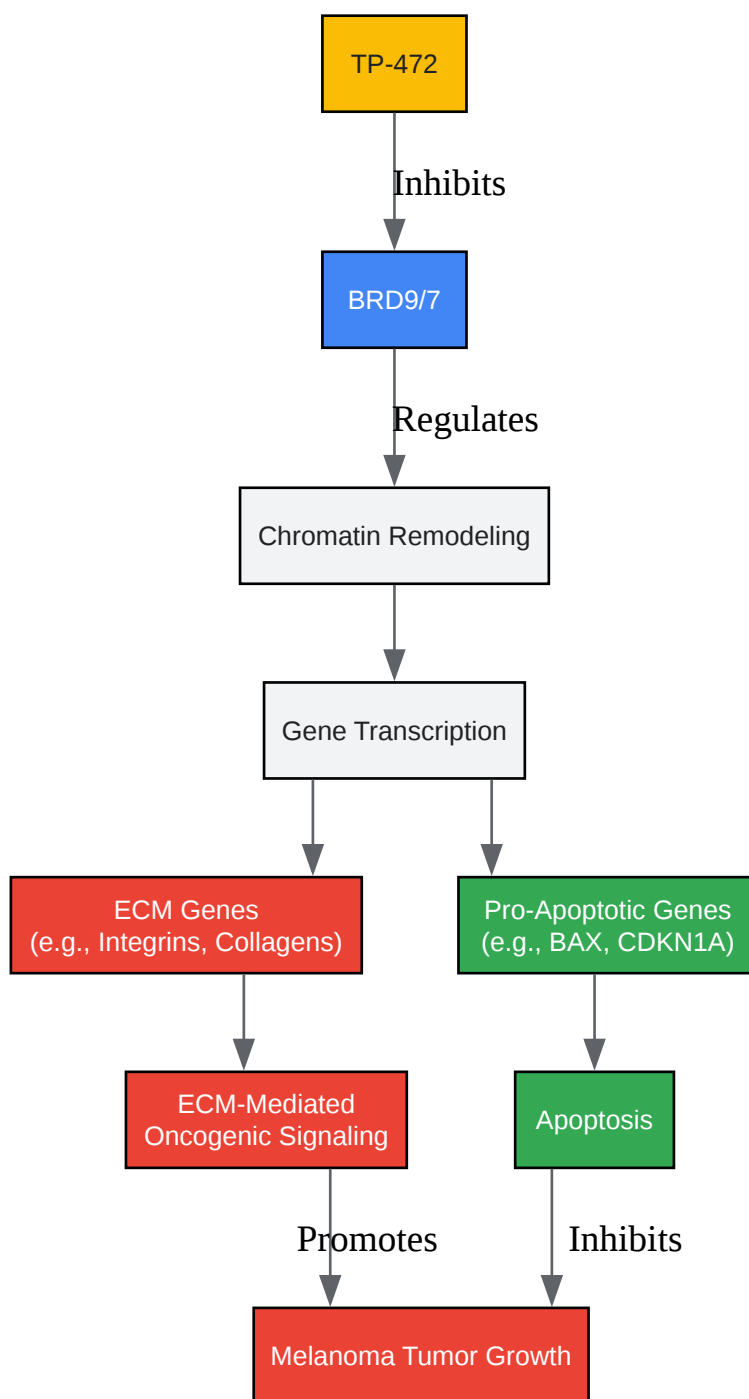 TP-472
Inhibits
BRD9/7
Regulates
Chromatin Remodeling
Gene Transcription
ECM Genes
(e.g., Integrins, Collagens)
Pro-Apoptotic Genes
(e.g., BAX, CDKN1A)
ECM-Mediated
Oncogenic Signaling
Apoptosis
Promotes
Inhibits
Melanoma Tumor Growth